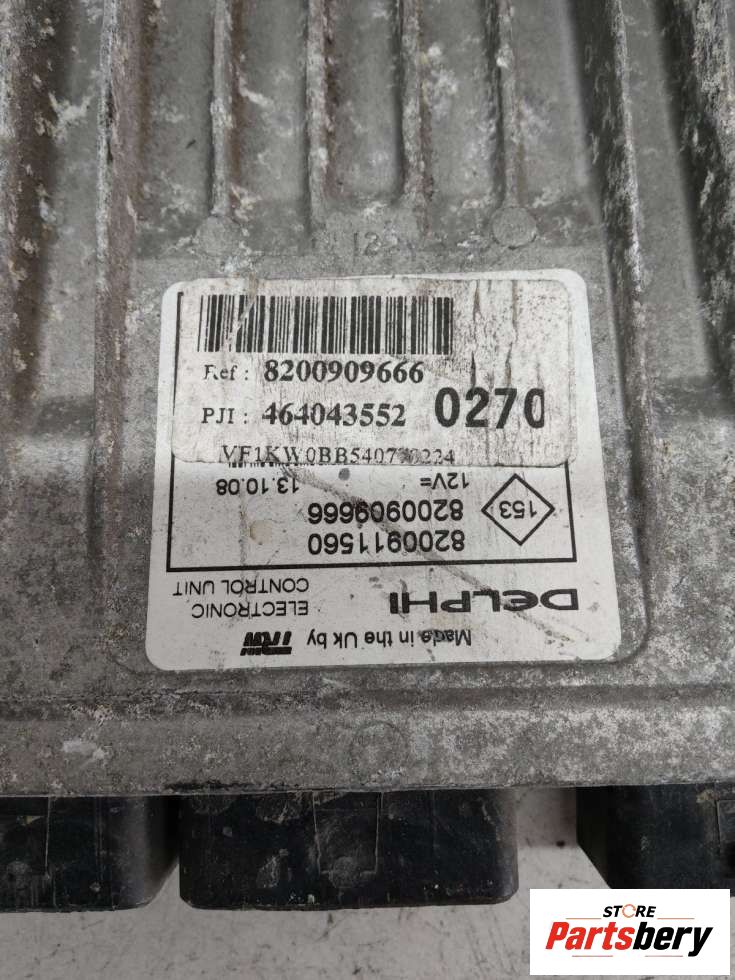 Ref : 8200909666
PJI : 464043552 0270
12V= 13.10.08
153 8200909666
8200911560
DELPHI ELECTRONIC
CONTROL UNIT
Made in the Uk by TRW
STORE
Partsbery